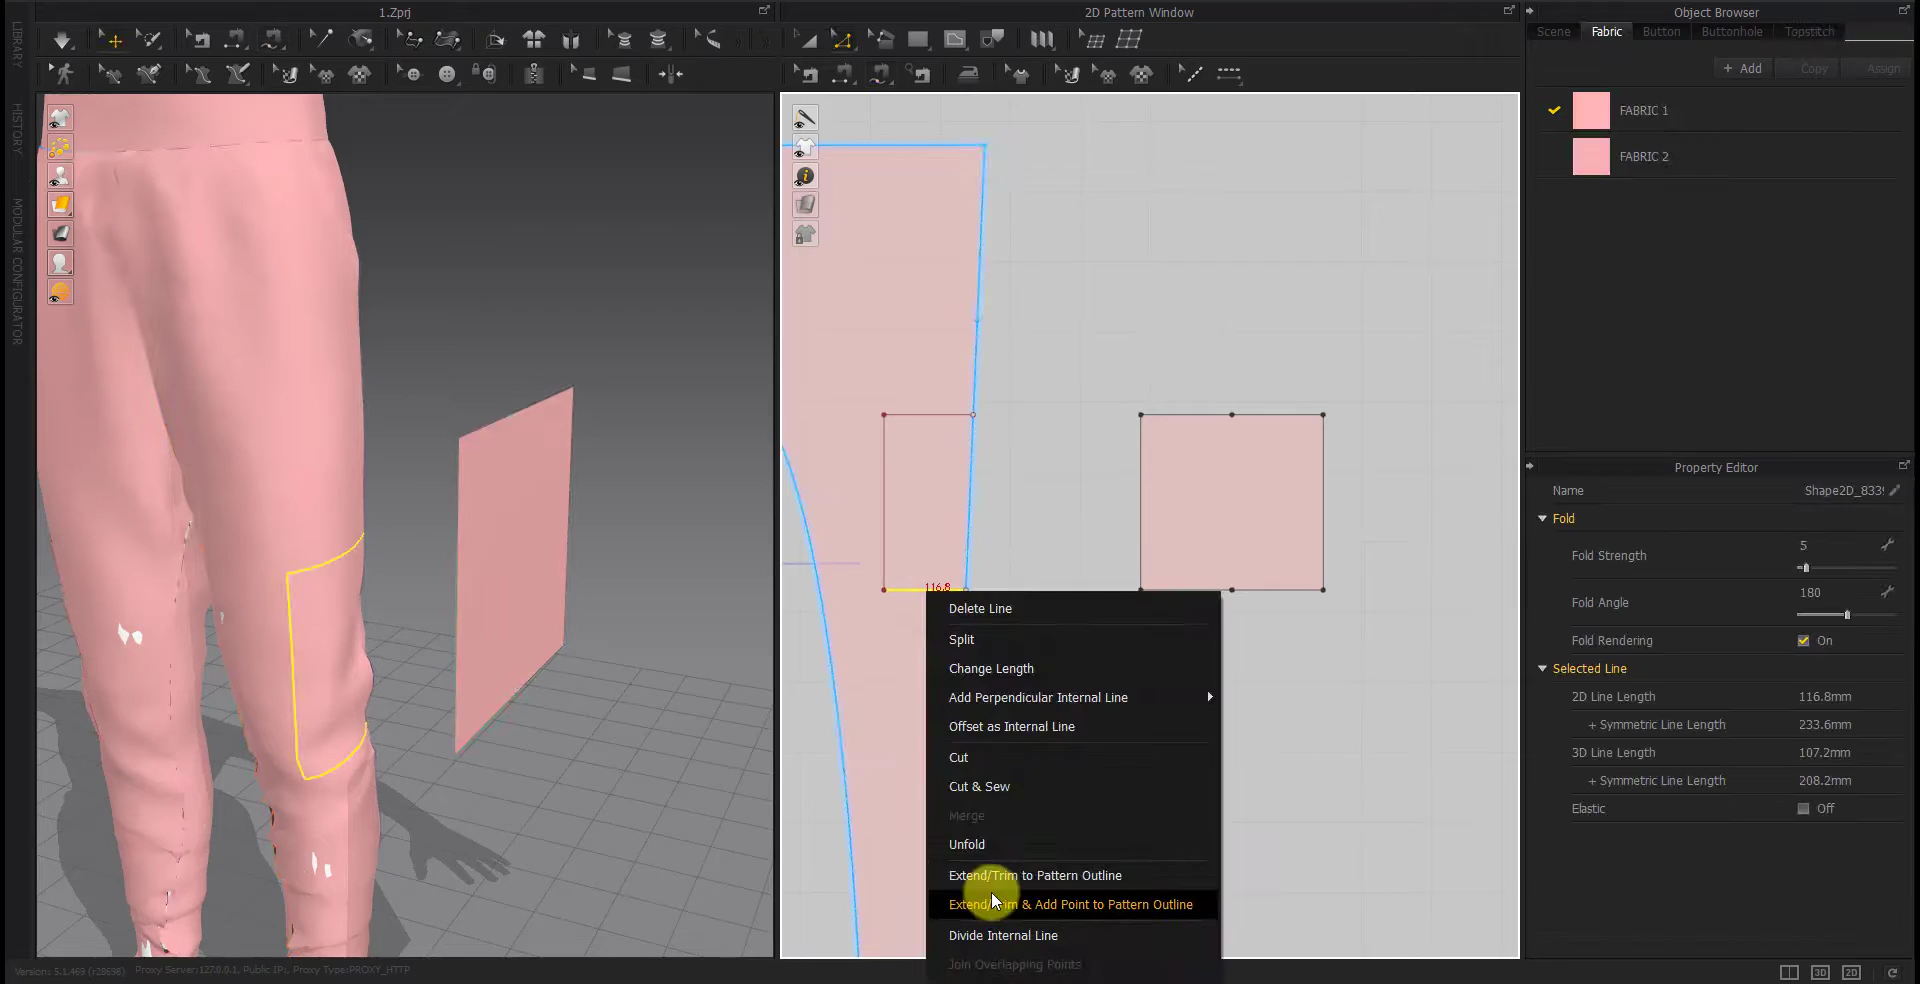 1.Zprj
2D Pattern Window
Object Browser
LIBRARY
HISTORY
MODULAR CONFIGURATOR
Scene
Fabric
Button
Buttonhole
Topstitch
+ Add
Copy
Assign
FABRIC 1
FABRIC 2
116.8
Delete Line
Split
Change Length
Add Perpendicular Internal Line
Offset as Internal Line
Cut
Cut & Sew
Merge
Unfold
Extend/Trim to Pattern Outline
Extend/Trim & Add Point to Pattern Outline
Divide Internal Line
Join Overlapping Points
Property Editor
Name
Shape2D_833
Fold
Fold Strength
5
Fold Angle
180
Fold Rendering
On
Selected Line
2D Line Length
116.8mm
+ Symmetric Line Length
233.6mm
3D Line Length
107.2mm
+ Symmetric Line Length
208.2mm
Elastic
Off
Version: 5.1.469 (r28698)
Proxy Server:127.0.0.1, Public IP:, Proxy Type:PROXY_HTTP
3D
2D